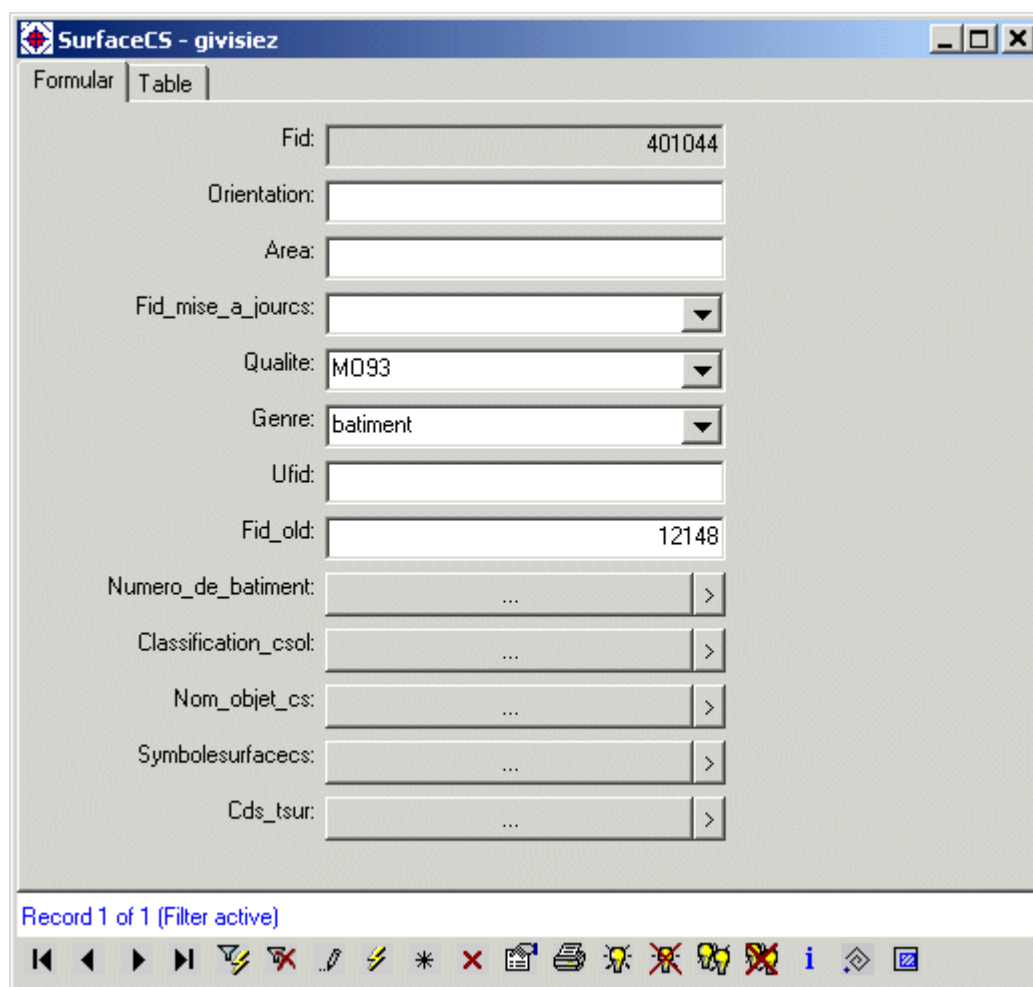 SurfaceCS - givisiez
Formular Table
Fid: 401044
Orientation:
Area:
Fid_mise_a_jourcs:
Qualite: MO93
Genre: batiment
Ufid:
Fid_old: 12148
Numero_de_batiment: ... >
Classification_csol: ... >
Nom_objet_cs: ... >
Symbolesurfacecs: ... >
Cds_tsur: ... >
Record 1 of 1 (Filter active)